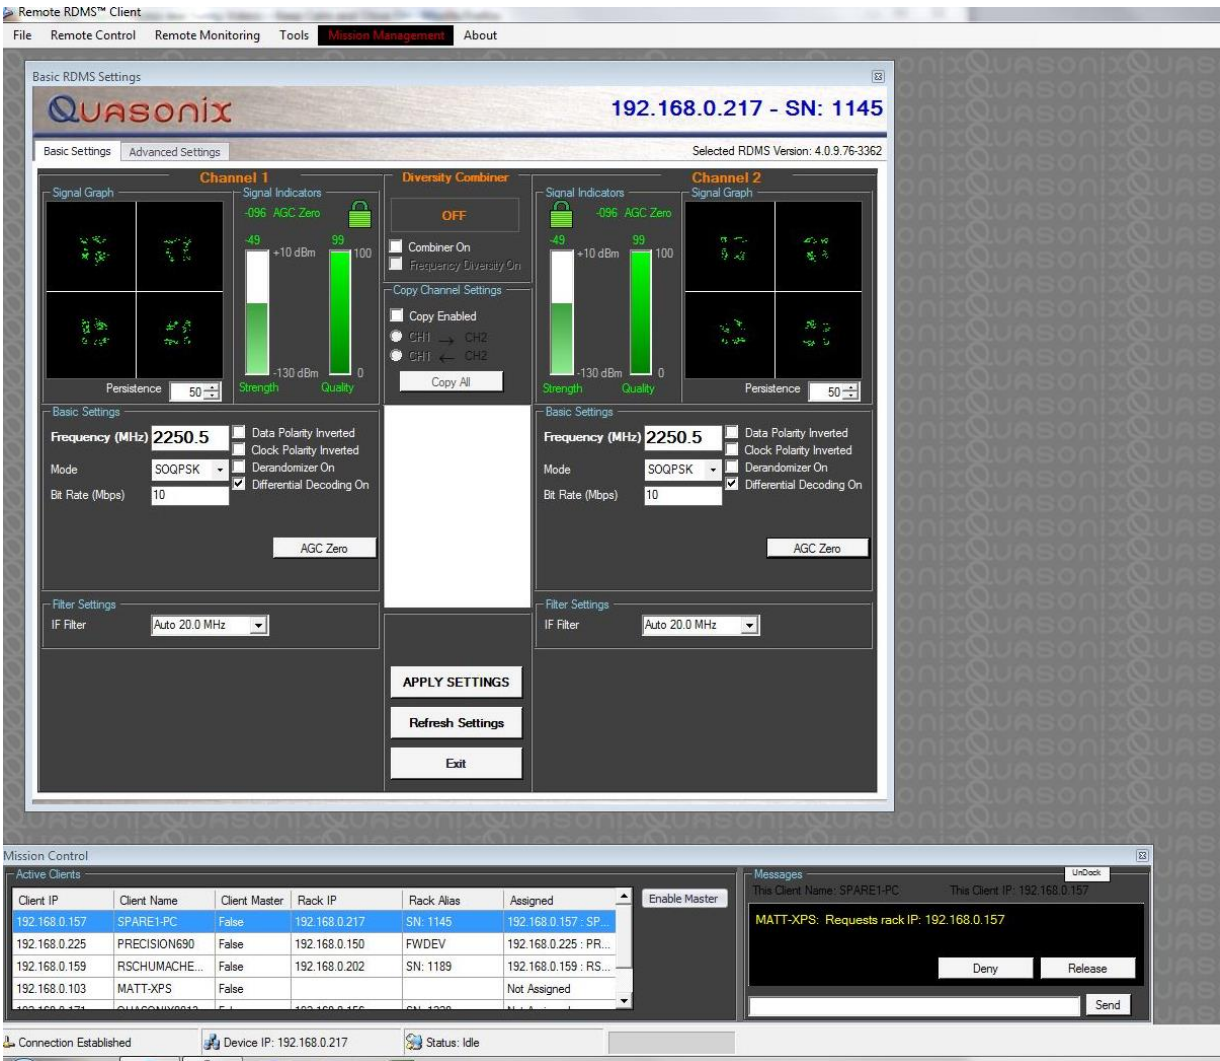 Remote RDMS™ Client
File Remote Control Remote Monitoring Tools Mission Management About
Basic RDMS Settings
Quasonix
192.168.0.217 - SN: 1145
Basic Settings Advanced Settings
Selected RDMS Version: 4.0.9.76-3362
Channel 1
Signal Graph
Signal Indicators
-096 AGC Zero
-49 99
+10 dBm 100
-130 dBm 0
Strength Quality
Persistence 50
Basic Settings
Frequency (MHz) 2250.5
Mode SOQPSK
Bit Rate (Mbps) 10
Data Polarity Inverted
Clock Polarity Inverted
Derandomizer On
Differential Decoding On
AGC Zero
Filter Settings
IF Filter Auto 20.0 MHz
Diversity Combiner
OFF
Combiner On
Frequency Diversity On
Copy Channel Settings
Copy Enabled
CH1 → CH2
CH1 ← CH2
Copy All
APPLY SETTINGS
Refresh Settings
Exit
Channel 2
Signal Indicators
Signal Graph
-096 AGC Zero
-49 99
+10 dBm 100
-130 dBm 0
Strength Quality
Persistence 50
Basic Settings
Frequency (MHz) 2250.5
Mode SOQPSK
Bit Rate (Mbps) 10
Data Polarity Inverted
Clock Polarity Inverted
Derandomizer On
Differential Decoding On
AGC Zero
Filter Settings
IF Filter Auto 20.0 MHz
Mission Control
Active Clients
Client IP Client Name Client Master Rack IP Rack Alias Assigned
192.168.0.157 SPARE1-PC False 192.168.0.217 SN: 1145 192.168.0.157 : SP...
192.168.0.225 PRECISION690 False 192.168.0.150 FWDEV 192.168.0.225 : PR...
192.168.0.159 RSCHUMACHE... False 192.168.0.202 SN: 1189 192.168.0.159 : RS...
192.168.0.103 MATT-XPS False Not Assigned
Enable Master
Messages
UnDock
This Client Name: SPARE1-PC This Client IP: 192.168.0.157
MATT-XPS: Requests rack IP: 192.168.0.157
Deny Release
Send
Connection Established Device IP: 192.168.0.217 Status: Idle